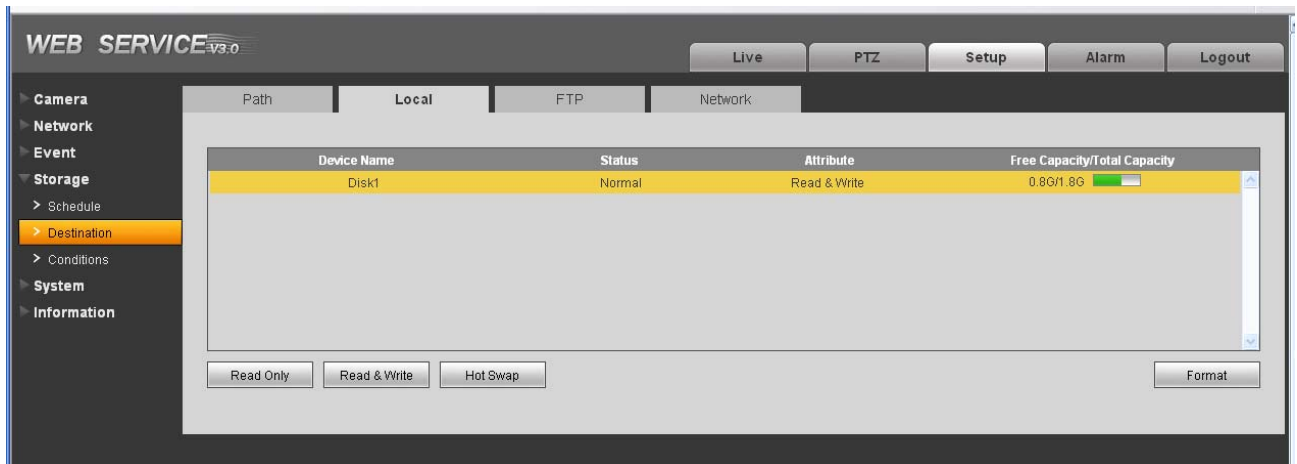 WEB SERVICE V3.0
Live PTZ Setup Alarm Logout
Camera
Network
Event
Storage
> Schedule
> Destination
> Conditions
System
Information
Path Local FTP Network
Device Name Status Attribute Free Capacity/Total Capacity
Disk1 Normal Read & Write 0.8G/1.8G
Read Only Read & Write Hot Swap Format